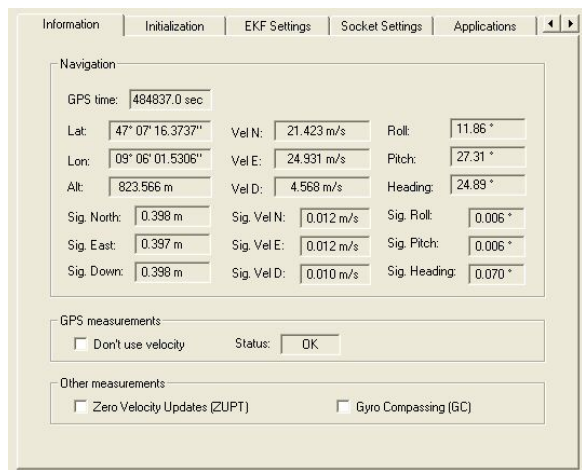 Information Initialization EKF Settings Socket Settings Applications
Navigation
GPS time: 484837.0 sec
Lat: 47° 07' 16.3737'' Vel N: 21.423 m/s Roll: 11.86 °
Lon: 09° 06' 01.5306'' Vel E: 24.931 m/s Pitch: 27.31 °
Alt: 823.566 m Vel D: 4.568 m/s Heading: 24.89 °
Sig. North: 0.398 m Sig. Vel N: 0.012 m/s Sig. Roll: 0.006 °
Sig. East: 0.397 m Sig. Vel E: 0.012 m/s Sig. Pitch: 0.006 °
Sig. Down: 0.398 m Sig. Vel D: 0.010 m/s Sig. Heading: 0.070 °
GPS measurements
Don't use velocity Status: OK
Other measurements
Zero Velocity Updates (ZUPT) Gyro Compassing (GC)